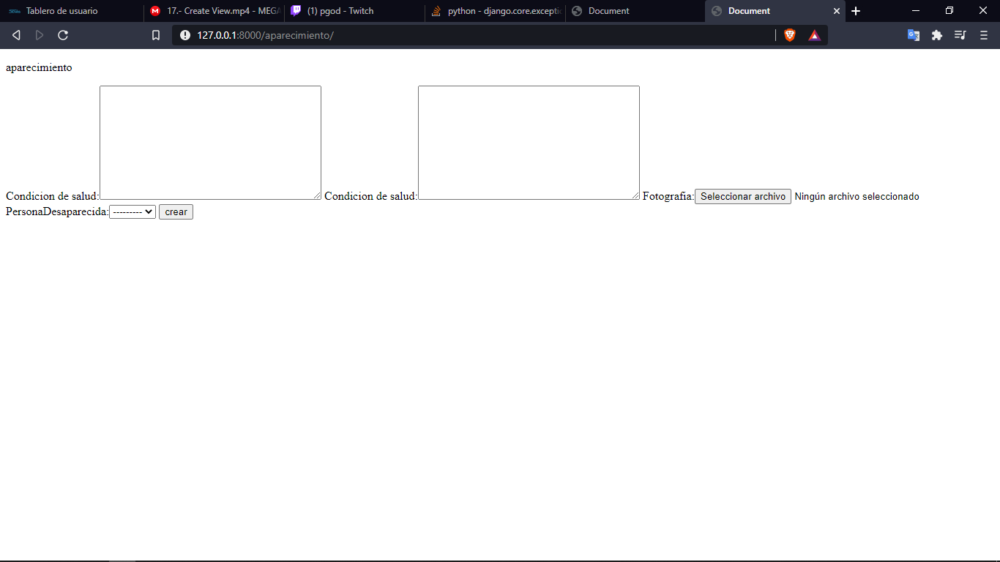 Tablero de usuario
17.- Create View.mp4 - MEGA
(1) pgod - Twitch
python - django.core.exceptio
Document
Document
127.0.0.1:8000/aparecimiento/
aparecimiento
Condicion de salud: Condicion de salud: Fotografia: Seleccionar archivo Ningún archivo seleccionado
PersonaDesaparecida: --------- crear